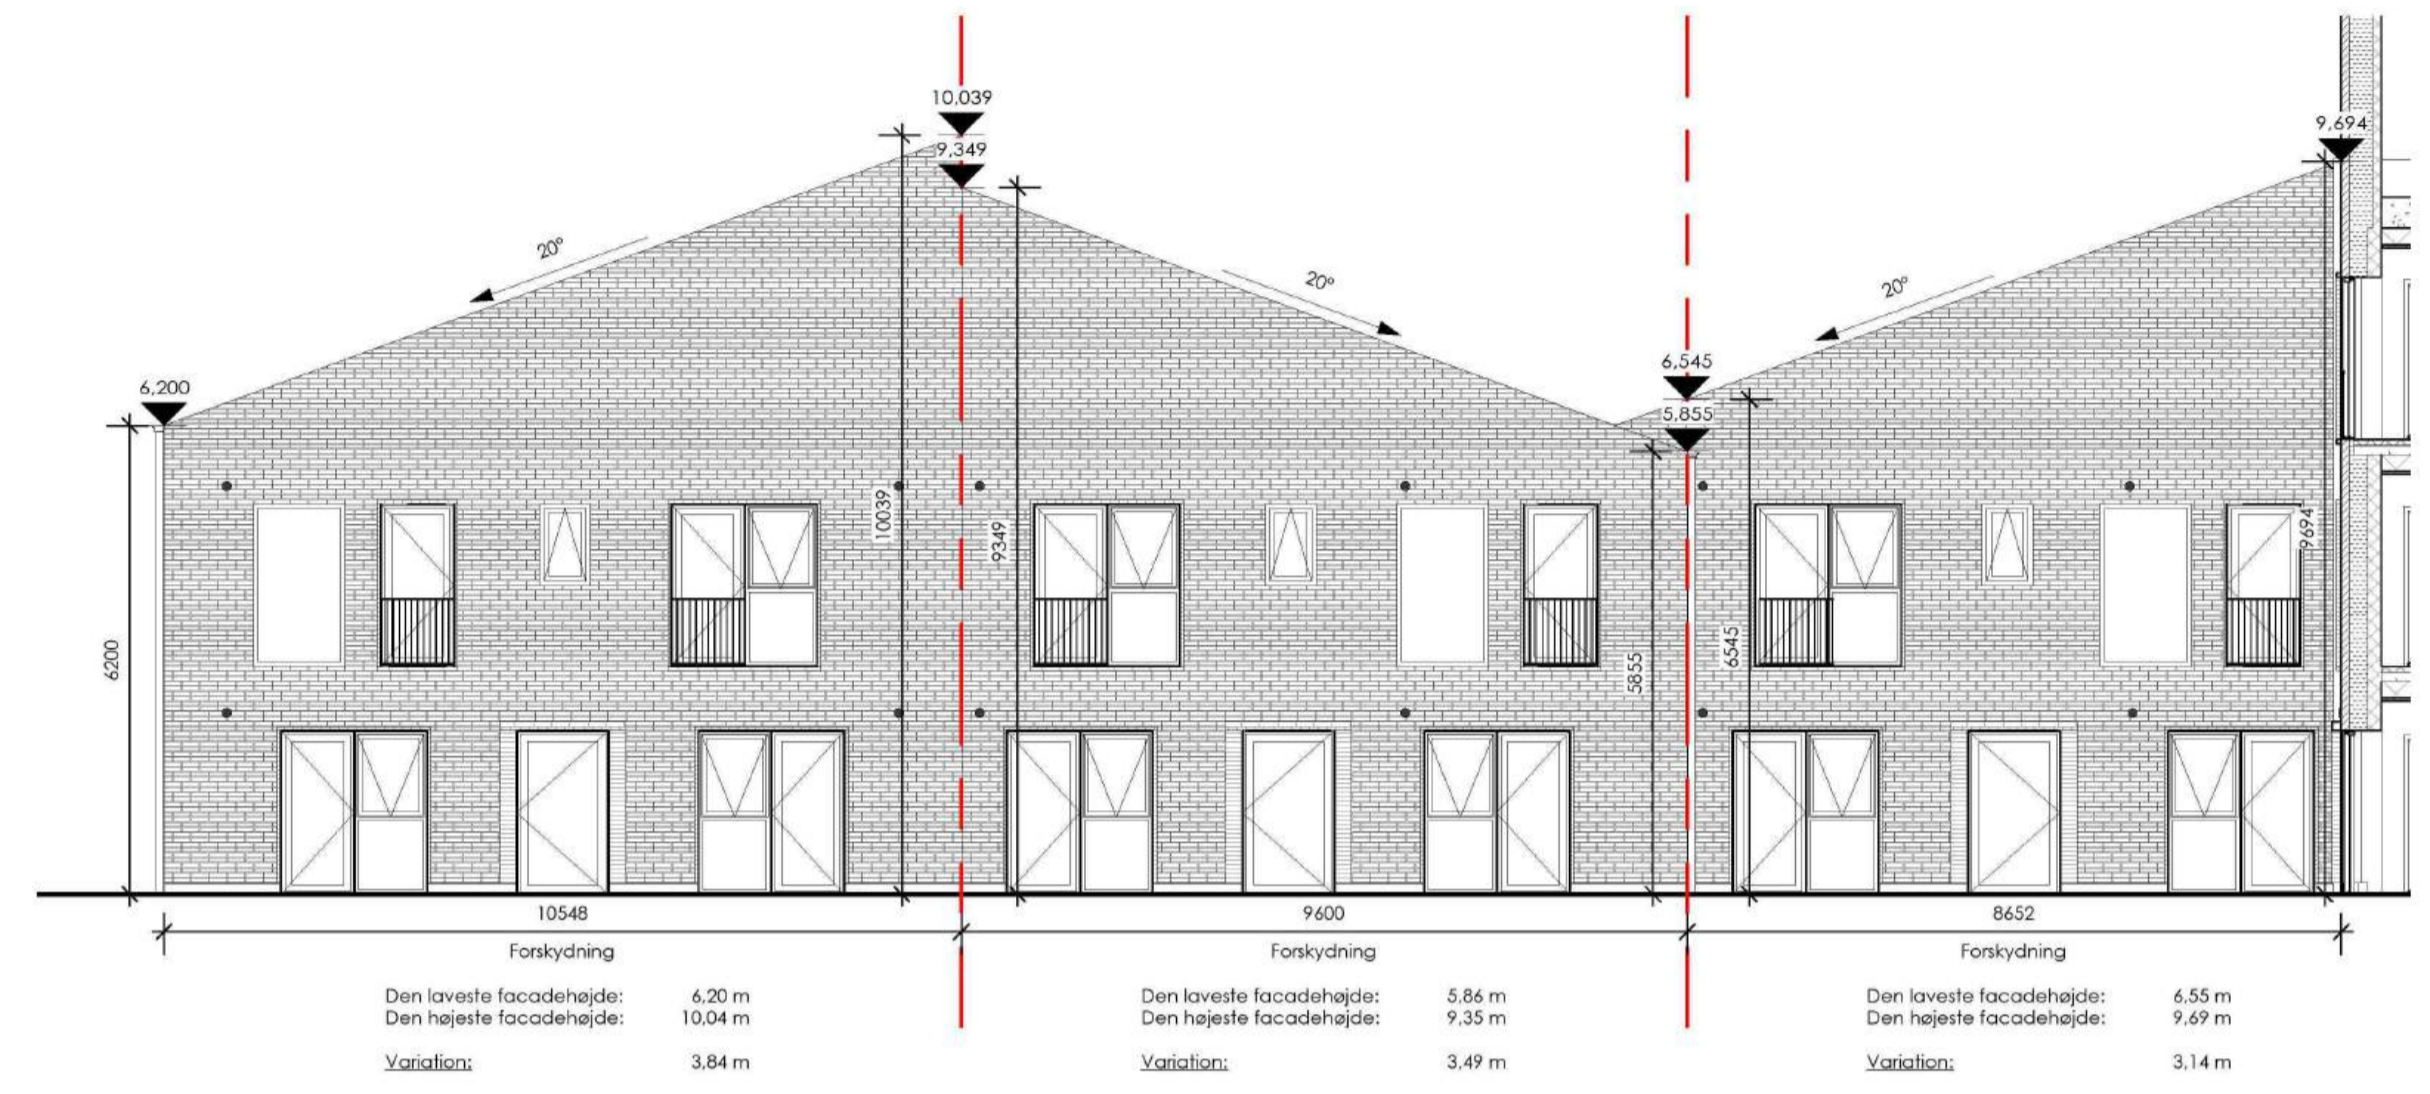 10,039
9,349
9,694
20°
20°
20°
6,200
6,545
5,855
6200
10039
9349
5855
6545
9694
10548
9600
8652
Forskydning
Forskydning
Forskydning
Den laveste facadehøjde: 6,20 m
Den højeste facadehøjde: 10,04 m
Variation: 3,84 m
Den laveste facadehøjde: 5,86 m
Den højeste facadehøjde: 9,35 m
Variation: 3,49 m
Den laveste facadehøjde: 6,55 m
Den højeste facadehøjde: 9,69 m
Variation: 3,14 m